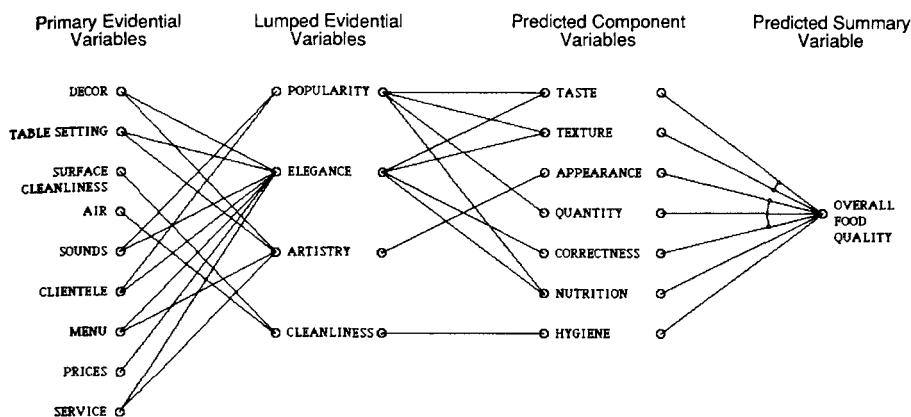 Primary Evidential Variables
Lumped Evidential Variables
Predicted Component Variables
Predicted Summary Variable
DECOR
TABLE SETTING
SURFACE CLEANLINESS
AIR
SOUNDS
CLIENTELE
MENU
PRICES
SERVICE
POPULARITY
ELEGANCE
ARTISTRY
CLEANLINESS
TASTE
TEXTURE
APPEARANCE
QUANTITY
CORRECTNESS
NUTRITION
HYGIENE
OVERALL
FOOD
QUALITY